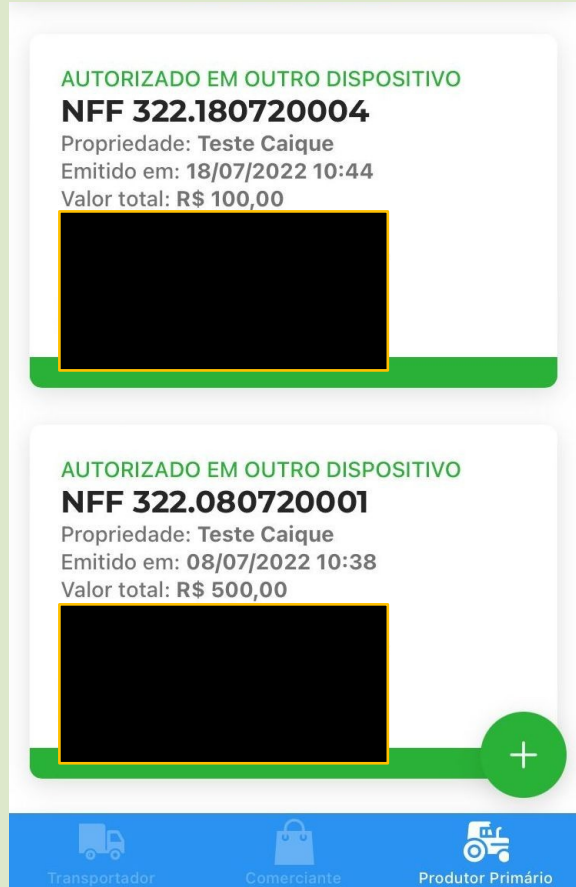 AUTORIZADO EM OUTRO DISPOSITIVO
NFF 322.180720004
Propriedade: Teste Caique
Emitido em: 18/07/2022 10:44
Valor total: R$ 100,00
AUTORIZADO EM OUTRO DISPOSITIVO
NFF 322.080720001
Propriedade: Teste Caique
Emitido em: 08/07/2022 10:38
Valor total: R$ 500,00
+
Transportador Comerciante Produtor Primário